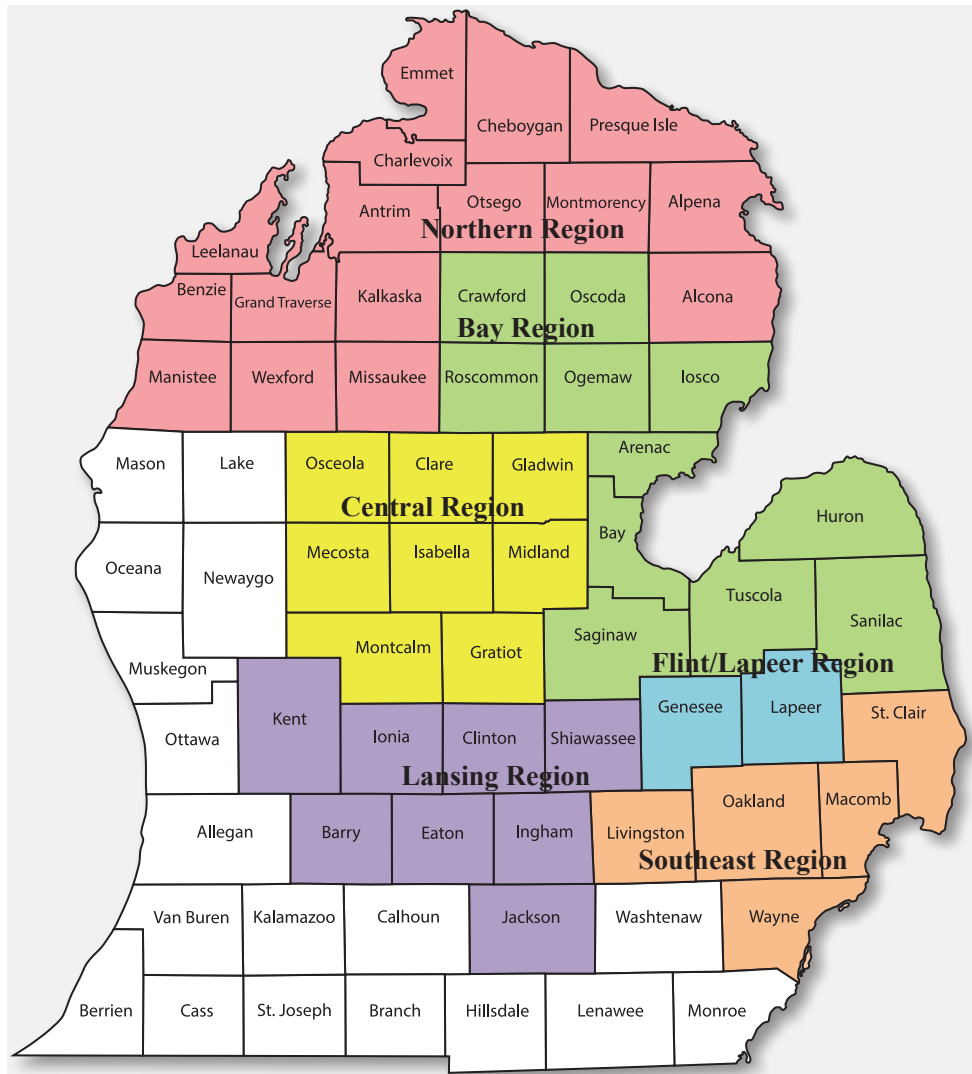 Emmet
Cheboygan
Presque Isle
Charlevoix
Antrim
Otsego
Montmorency
Alpena
Northern Region
Leelanau
Benzie
Grand Traverse
Kalkaska
Crawford
Oscoda
Alcona
Bay Region
Manistee
Wexford
Missaukee
Roscommon
Ogemaw
Iosco
Arenac
Mason
Lake
Osceola
Clare
Gladwin
Central Region
Huron
Bay
Oceana
Newaygo
Mecosta
Isabella
Midland
Tuscola
Sanilac
Saginaw
Montcalm
Gratiot
Flint/Lapeer Region
Muskegon
Kent
Genesee
Lapeer
St. Clair
Ottawa
Ionia
Clinton
Shiawassee
Lansing Region
Oakland
Macomb
Allegan
Barry
Eaton
Ingham
Livingston
Southeast Region
Van Buren
Kalamazoo
Calhoun
Jackson
Washtenaw
Wayne
Berrien
Cass
St. Joseph
Branch
Hillsdale
Lenawee
Monroe